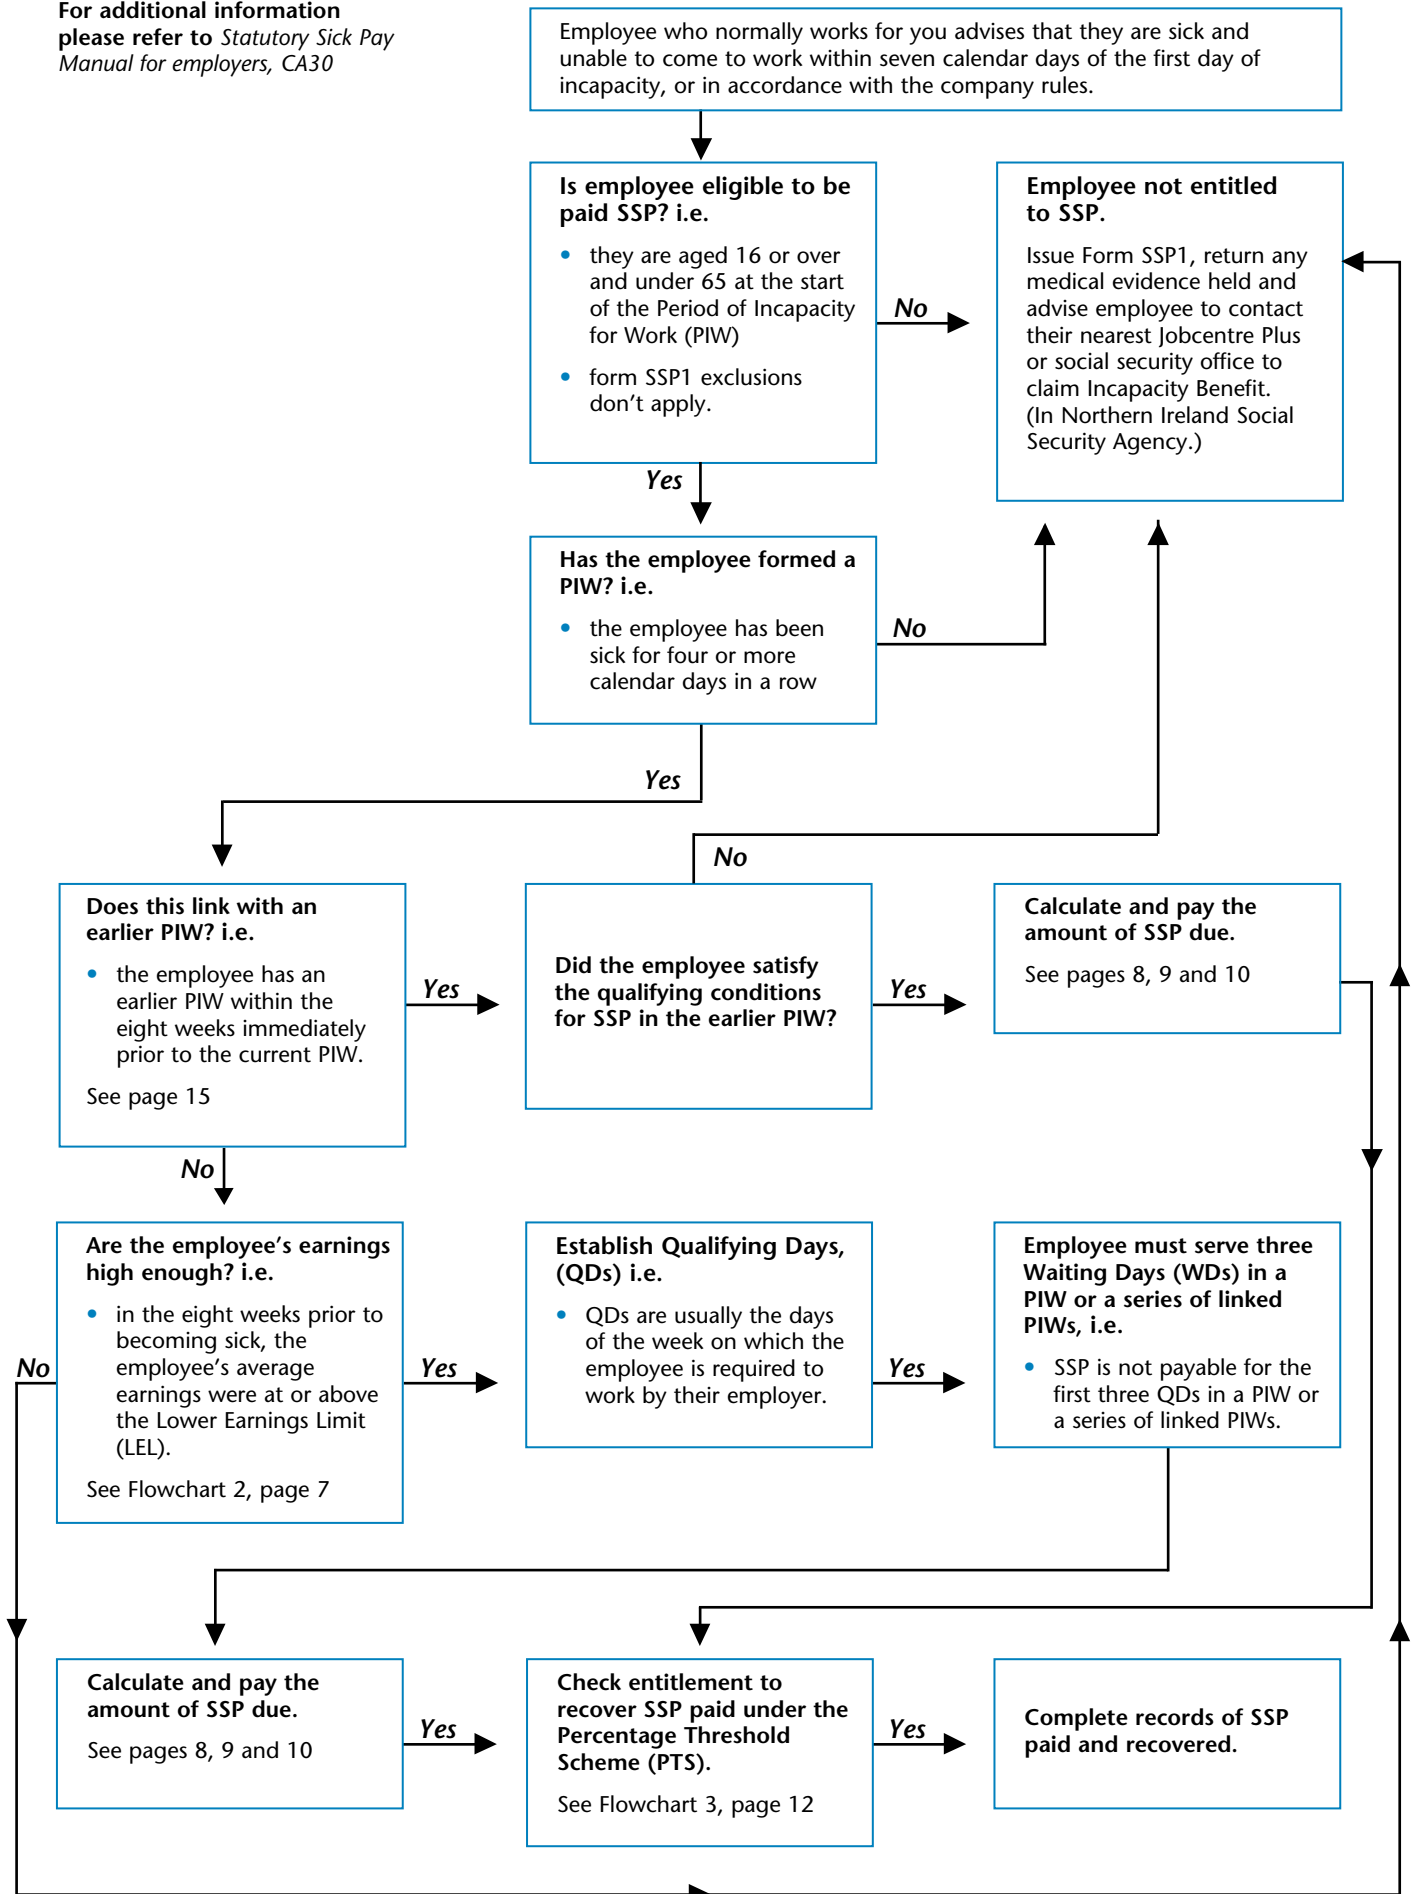 For additional information
please refer to Statutory Sick Pay
Manual for employers, CA30
Employee who normally works for you advises that they are sick and
unable to come to work within seven calendar days of the first day of
incapacity, or in accordance with the company rules.
Is employee eligible to be
paid SSP? i.e.
• they are aged 16 or over
and under 65 at the start
of the Period of Incapacity
for Work (PIW)
• form SSP1 exclusions
don't apply.
No
Employee not entitled
to SSP.
Issue Form SSP1, return any
medical evidence held and
advise employee to contact
their nearest Jobcentre Plus
or social security office to
claim Incapacity Benefit.
(In Northern Ireland Social
Security Agency.)
Yes
Has the employee formed a
PIW? i.e.
• the employee has been
sick for four or more
calendar days in a row
No
Yes
No
Does this link with an
earlier PIW? i.e.
• the employee has an
earlier PIW within the
eight weeks immediately
prior to the current PIW.
See page 15
Yes
Did the employee satisfy
the qualifying conditions
for SSP in the earlier PIW?
Yes
Calculate and pay the
amount of SSP due.
See pages 8, 9 and 10
No
Are the employee's earnings
high enough? i.e.
• in the eight weeks prior to
becoming sick, the
employee's average
earnings were at or above
the Lower Earnings Limit
(LEL).
See Flowchart 2, page 7
No
Yes
Establish Qualifying Days,
(QDs) i.e.
• QDs are usually the days
of the week on which the
employee is required to
work by their employer.
Yes
Employee must serve three
Waiting Days (WDs) in a
PIW or a series of linked
PIWs, i.e.
• SSP is not payable for the
first three QDs in a PIW or
a series of linked PIWs.
Calculate and pay the
amount of SSP due.
See pages 8, 9 and 10
Yes
Check entitlement to
recover SSP paid under the
Percentage Threshold
Scheme (PTS).
See Flowchart 3, page 12
Yes
Complete records of SSP
paid and recovered.